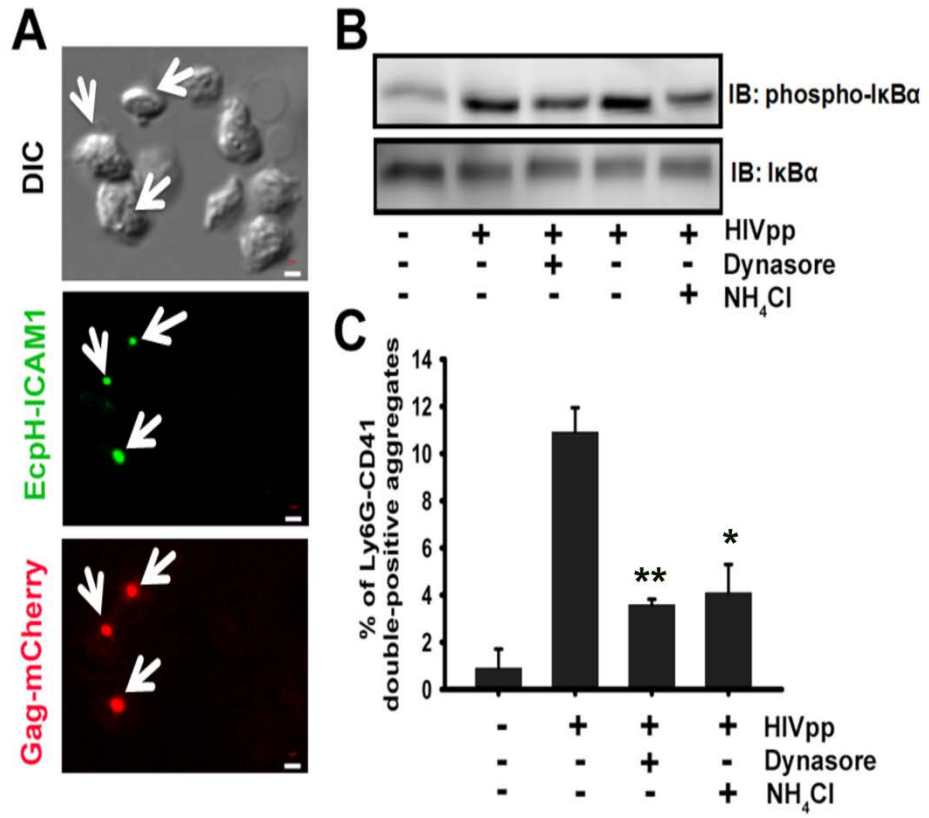 A
DIC
EcpH-ICAM1
Gag-mCherry
B
IB: phospho-IκBα
IB: IκBα
- + + + + HIVpp
- - + - - Dynasore
- - - - + NH4Cl
C
% of Ly6G-CD41
double-positive aggregates
14
12
10
8
6
4
2
0
**
*
- + + + HIVpp
- - + - Dynasore
- - - + NH4Cl